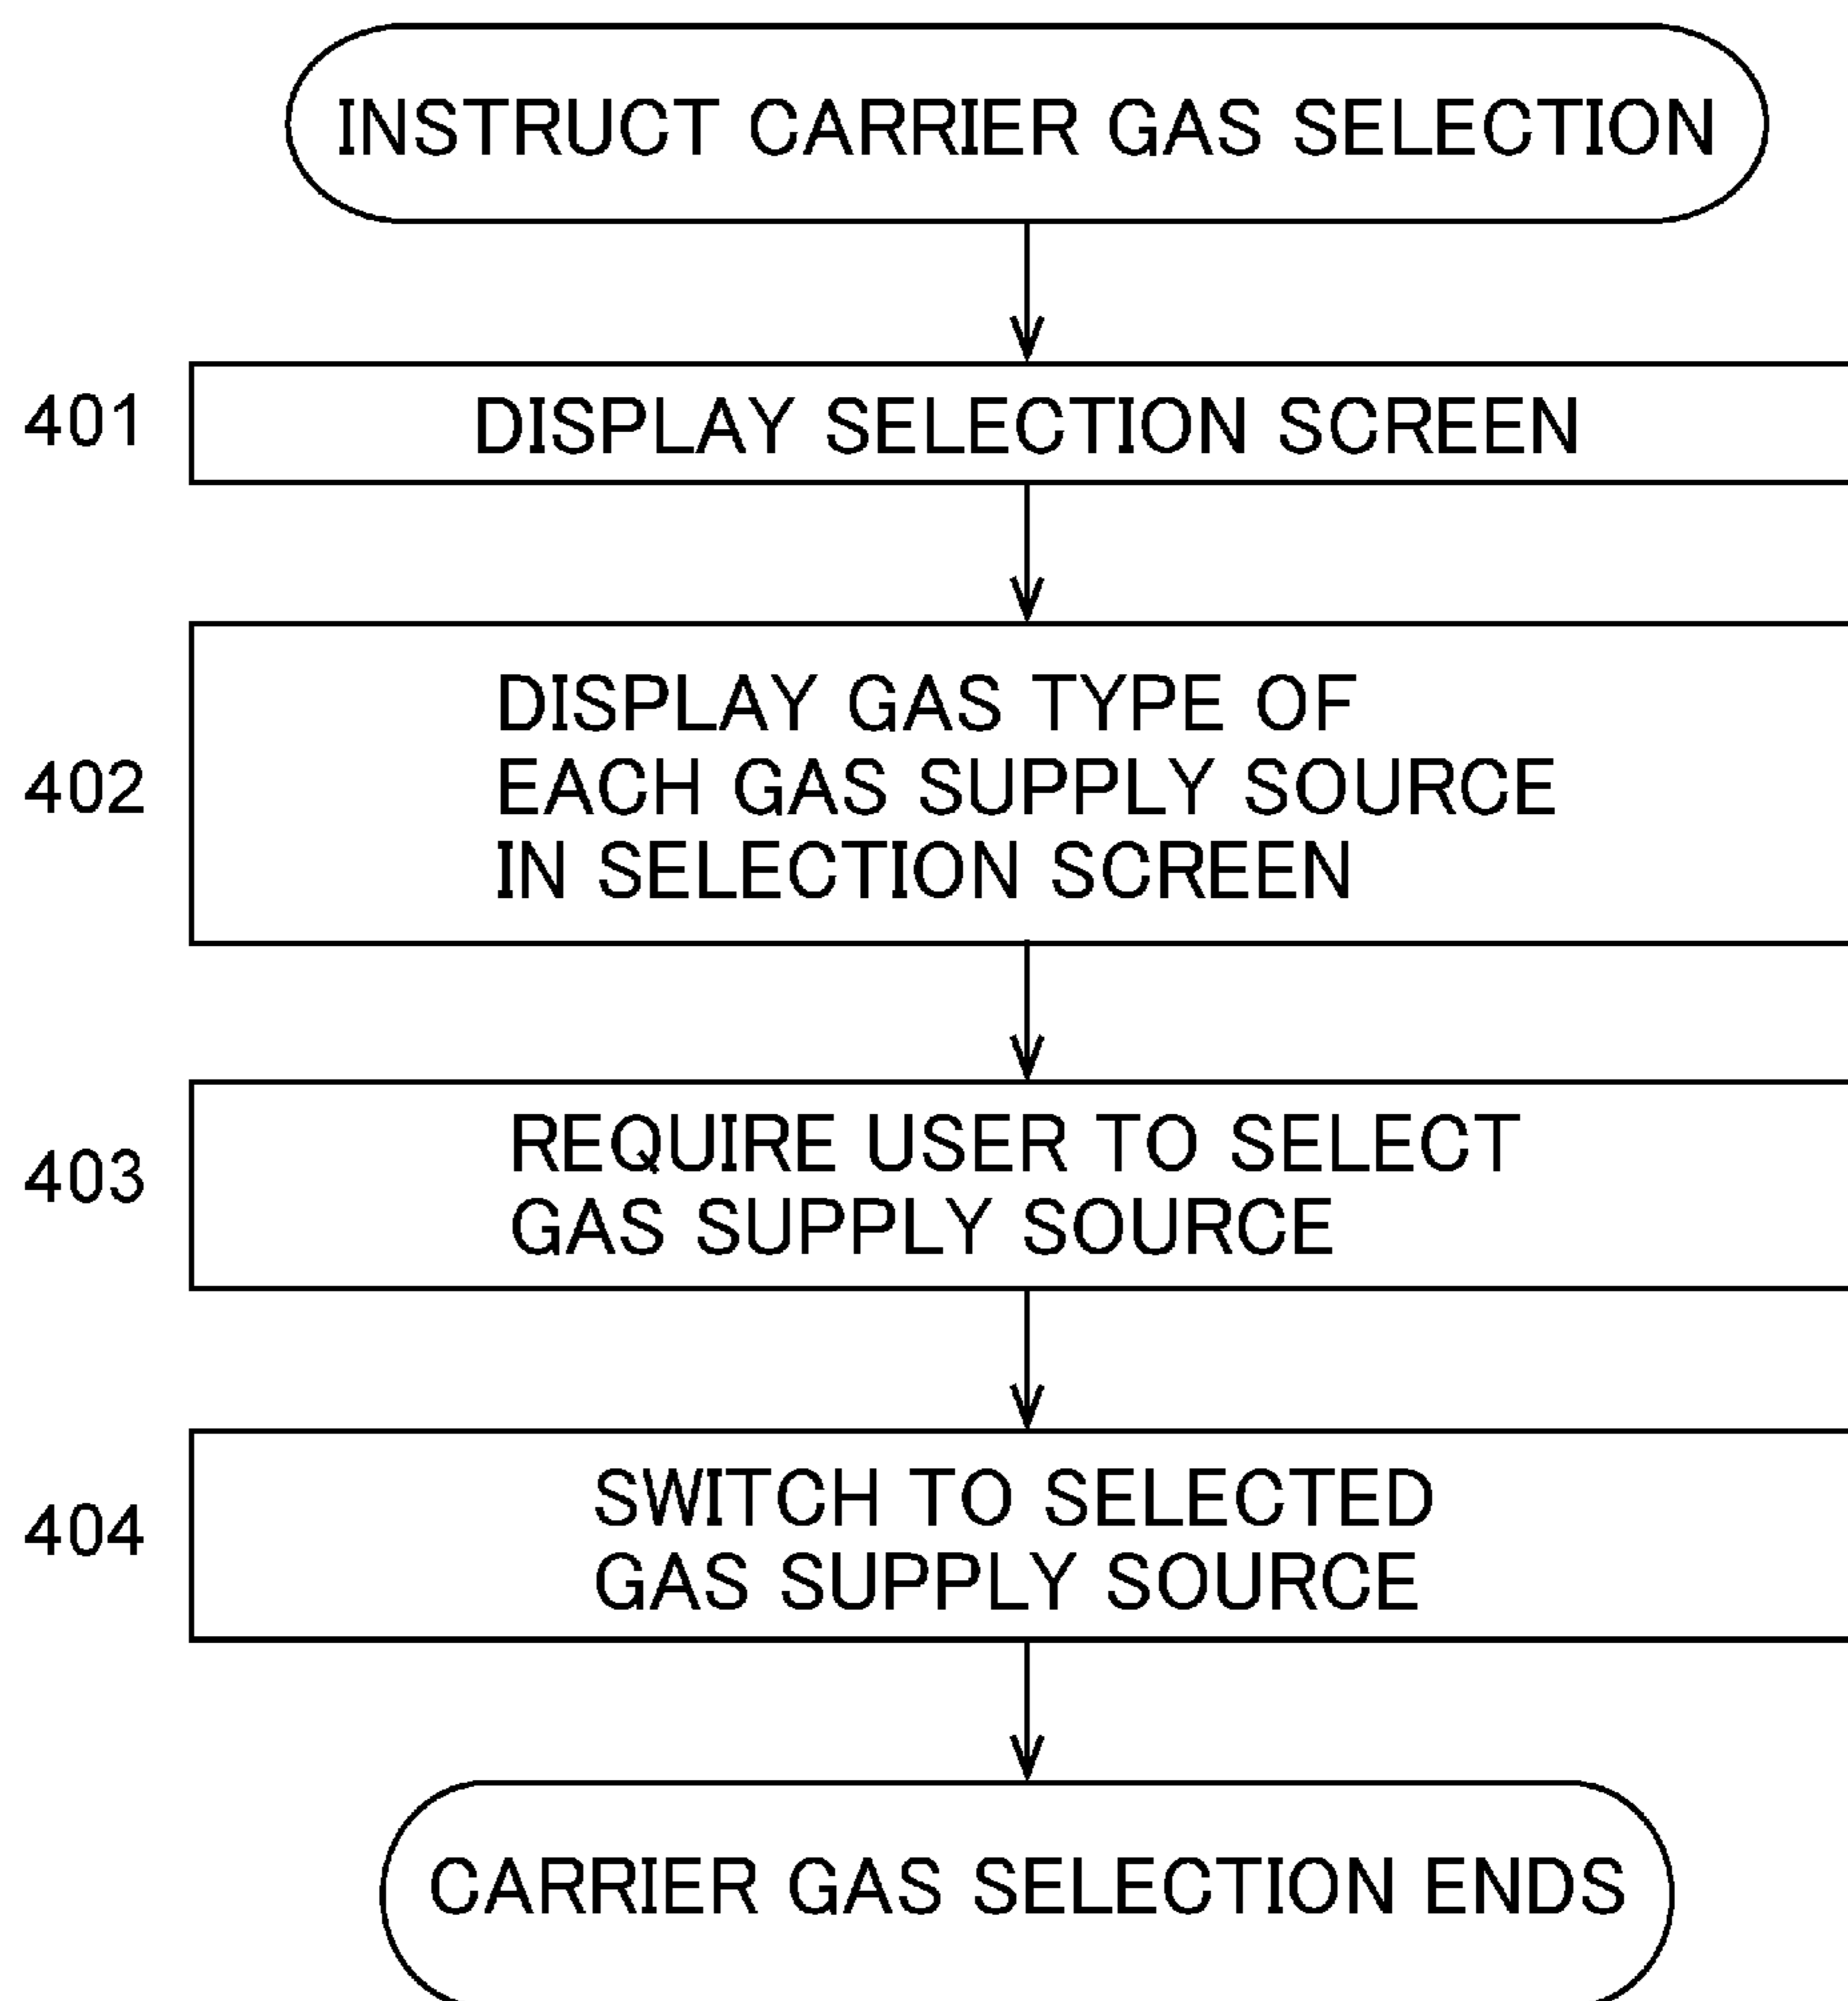 INSTRUCT CARRIER GAS SELECTION
401
DISPLAY SELECTION SCREEN
402
DISPLAY GAS TYPE OF
EACH GAS SUPPLY SOURCE
IN SELECTION SCREEN
403
REQUIRE USER TO SELECT
GAS SUPPLY SOURCE
404
SWITCH TO SELECTED
GAS SUPPLY SOURCE
CARRIER GAS SELECTION ENDS